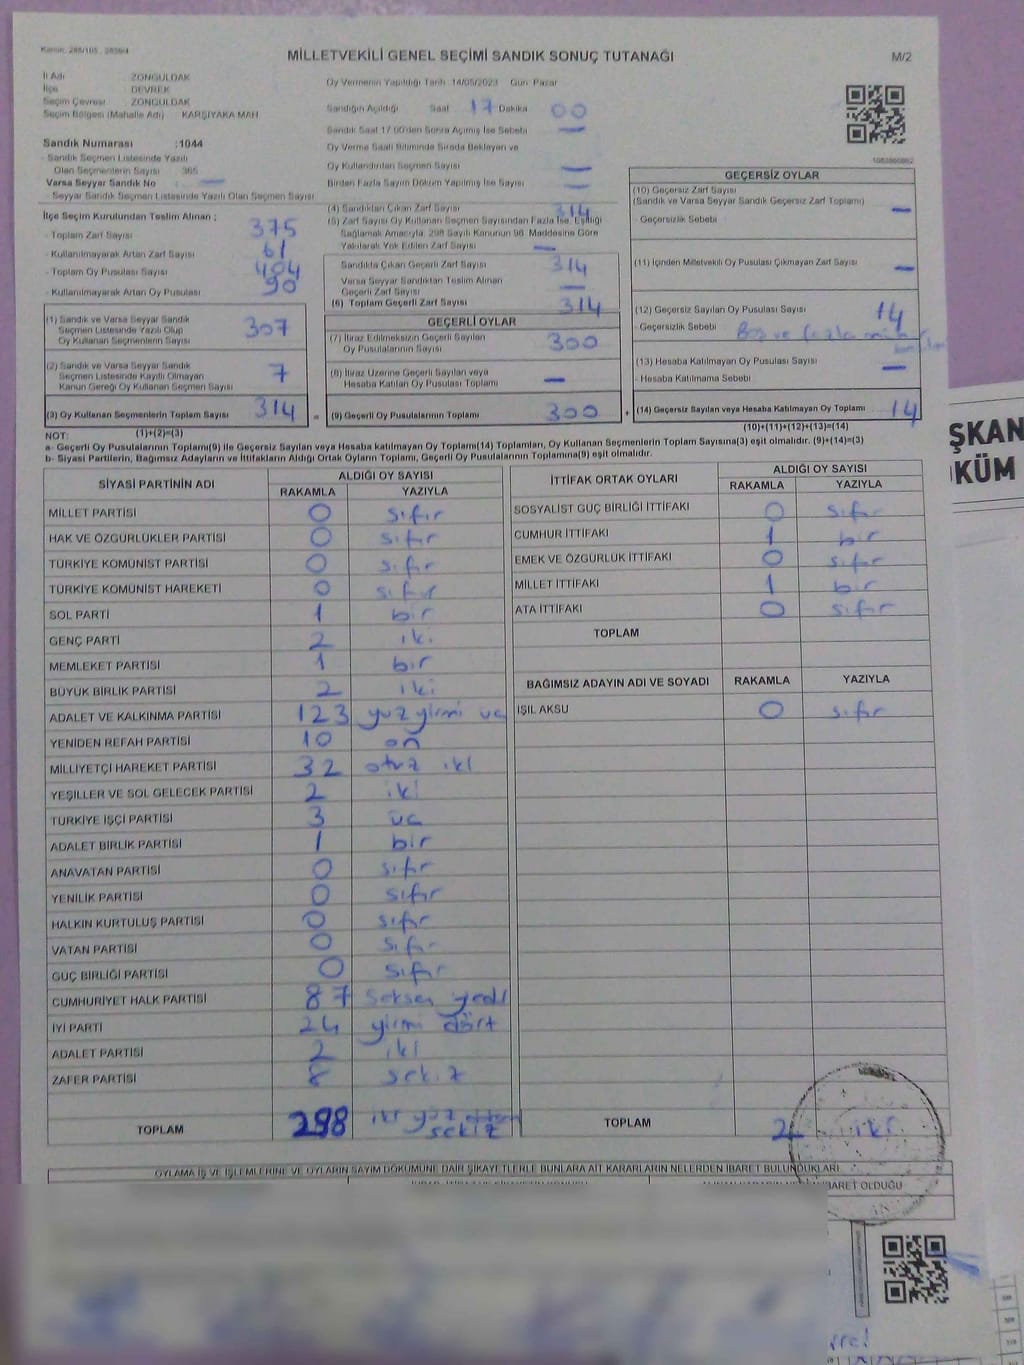 Kanun: 298/105 , 2839/4
MİLLETVEKİLİ GENEL SEÇİMİ SANDIK SONUÇ TUTANAĞI
M/2
İl Adı ZONGULDAK
İlçe DEVREK
Seçim Çevresi ZONGULDAK
Seçim Bölgesi (Mahalle Adı) KARŞIYAKA MAH
Sandık Numarası :1044
Sandık Seçmen Listesinde Yazılı
Olan Seçmenlerin Sayısı 365
Varsa Seyyar Sandık No —
- Seyyar Sandık Seçmen Listesinde Yazılı Olan Seçmen Sayısı
Oy Vermenin Yapıldığı Tarih 14/05/2023 Gün Pazar
Sandığın Açıldığı Saat 17 Dakika 00
Sandık Saat 17 00'den Sonra Açılmış İse Sebebi —
Oy Verme Saati Bitiminde Sırada Bekleyen ve
Oy Kullandırılan Seçmen Sayısı —
Birden Fazla Sayım Döküm Yapılmış İse Sayısı —
İlçe Seçim Kurulundan Teslim Alınan ;
- Toplam Zarf Sayısı 375
- Kullanılmayarak Artan Zarf Sayısı 61
- Toplam Oy Pusulası Sayısı 404
- Kullanılmayarak Artan Oy Pusulası 90
(1) Sandık ve Varsa Seyyar Sandık
Seçmen Listesinde Yazılı Olup
Oy Kullanan Seçmenlerin Sayısı 307
(2) Sandık ve Varsa Seyyar Sandık
Seçmen Listesinde Kayıtlı Olmayan
Kanun Gereği Oy Kullanan Seçmen Sayısı 7
(3) Oy Kullanan Seçmenlerin Toplam Sayısı 314
(1)+(2)=(3)
(4) Sandıktan Çıkan Zarf Sayısı 314
(5) Zarf Sayısı Oy Kullanan Seçmen Sayısından Fazla İse, Eşitliği
Sağlamak Amacıyla, 298 Sayılı Kanunun 98. Maddesine Göre
Yakılarak Yok Edilen Zarf Sayısı —
Sandıkta Çıkan Geçerli Zarf Sayısı 314
Varsa Seyyar Sandıktan Teslim Alınan
Geçerli Zarf Sayısı —
(6) Toplam Geçerli Zarf Sayısı 314
GEÇERLİ OYLAR
(7) İtiraz Edilmeksizin Geçerli Sayılan
Oy Pusulalarının Sayısı 300
(8) İtiraz Üzerine Geçerli Sayılan veya
Hesaba Katılan Oy Pusulası Toplamı —
= (9) Geçerli Oy Pusulalarının Toplamı 300
GEÇERSİZ OYLAR
(10) Geçersiz Zarf Sayısı
(Sandık ve Varsa Seyyar Sandık Geçersiz Zarf Toplamı) —
- Geçersizlik Sebebi
(11) İçinden Milletvekili Oy Pusulası Çıkmayan Zarf Sayısı —
(12) Geçersiz Sayılan Oy Pusulası Sayısı 14
- Geçersizlik Sebebi Boş ve fazla
(13) Hesaba Katılmayan Oy Pusulası Sayısı —
- Hesaba Katılmama Sebebi
+ (14) Geçersiz Sayılan veya Hesaba Katılmayan Oy Toplamı 14
(10)+(11)+(12)+(13)=(14)
NOT:
a- Geçerli Oy Pusulalarının Toplamı(9) ile Geçersiz Sayılan veya Hesaba katılmayan Oy Toplamı(14) Toplamları, Oy Kullanan Seçmenlerin Toplam Sayısına(3) eşit olmalıdır. (9)+(14)=(3)
b- Siyasi Partilerin, Bağımsız Adayların ve İttifakların Aldığı Ortak Oyların Toplamı, Geçerli Oy Pusulalarının Toplamına(9) eşit olmalıdır.
SİYASİ PARTİNİN ADI ALDIĞI OY SAYISI
RAKAMLA YAZIYLA
MİLLET PARTİSİ 0 sıfır
HAK VE ÖZGÜRLÜKLER PARTİSİ 0 sıfır
TÜRKİYE KOMÜNİST PARTİSİ 0 sıfır
TÜRKİYE KOMÜNİST HAREKETİ 0 sıfır
SOL PARTİ 1 bir
GENÇ PARTİ 2 iki
MEMLEKET PARTİSİ 1 bir
BÜYÜK BİRLİK PARTİSİ 2 iki
ADALET VE KALKINMA PARTİSİ 123 yüz yirmi üç
YENİDEN REFAH PARTİSİ 10 on
MİLLİYETÇİ HAREKET PARTİSİ 32 otuz iki
YEŞİLLER VE SOL GELECEK PARTİSİ 2 iki
TÜRKİYE İŞÇİ PARTİSİ 3 üç
ADALET BİRLİK PARTİSİ 1 bir
ANAVATAN PARTİSİ 0 sıfır
YENİLİK PARTİSİ 0 sıfır
HALKIN KURTULUŞ PARTİSİ 0 sıfır
VATAN PARTİSİ 0 sıfır
GÜÇ BİRLİĞİ PARTİSİ 0 sıfır
CUMHURİYET HALK PARTİSİ 87 seksen yedi
İYİ PARTİ 24 yirmi dört
ADALET PARTİSİ 2 iki
ZAFER PARTİSİ 8 sekiz
TOPLAM 298 iki yüz doksan sekiz
İTTİFAK ORTAK OYLARI ALDIĞI OY SAYISI
RAKAMLA YAZIYLA
SOSYALİST GÜÇ BİRLİĞİ İTTİFAKI 0 sıfır
CUMHUR İTTİFAKI 1 bir
EMEK VE ÖZGÜRLÜK İTTİFAKI 0 sıfır
MİLLET İTTİFAKI 1 bir
ATA İTTİFAKI 0 sıfır
TOPLAM
BAĞIMSIZ ADAYIN ADI VE SOYADI RAKAMLA YAZIYLA
IŞIL AKSU 0 sıfır
TOPLAM 2 iki
OYLAMA İŞ VE İŞLEMLERİNE VE OYLARIN SAYIM DÖKÜMÜNE DAİR ŞİKAYETLERLE BUNLARA AİT KARARLARIN NELERDEN İBARET BULUNDUKLARI
İBARET OLDUĞU
ŞKAN
ÖKÜM